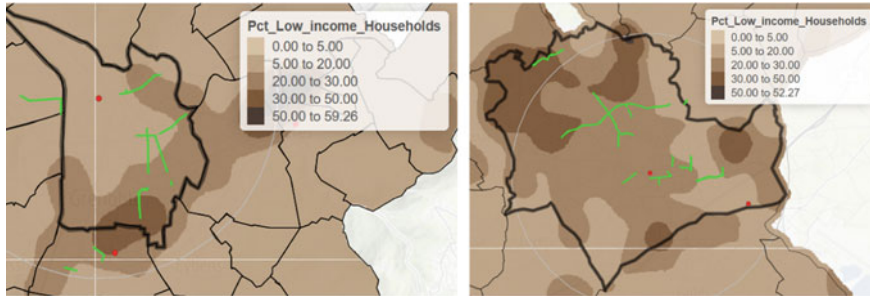 Pct_Low_income_Households
0.00 to 5.00
5.00 to 20.00
20.00 to 30.00
30.00 to 50.00
50.00 to 59.26
Pct_Low_income_Households
0.00 to 5.00
5.00 to 20.00
20.00 to 30.00
30.00 to 50.00
50.00 to 52.27